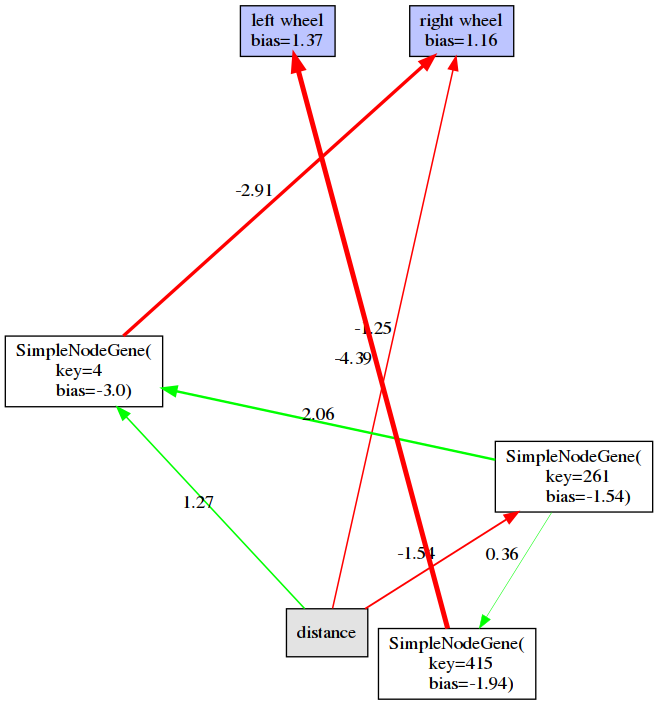 left wheel
bias=1.37
right wheel
bias=1.16
-2.91
-1.25
-4.39
SimpleNodeGene(
key=4
bias=-3.0)
2.06
SimpleNodeGene(
key=261
bias=-1.54)
1.27
-1.54
0.36
distance
SimpleNodeGene(
key=415
bias=-1.94)